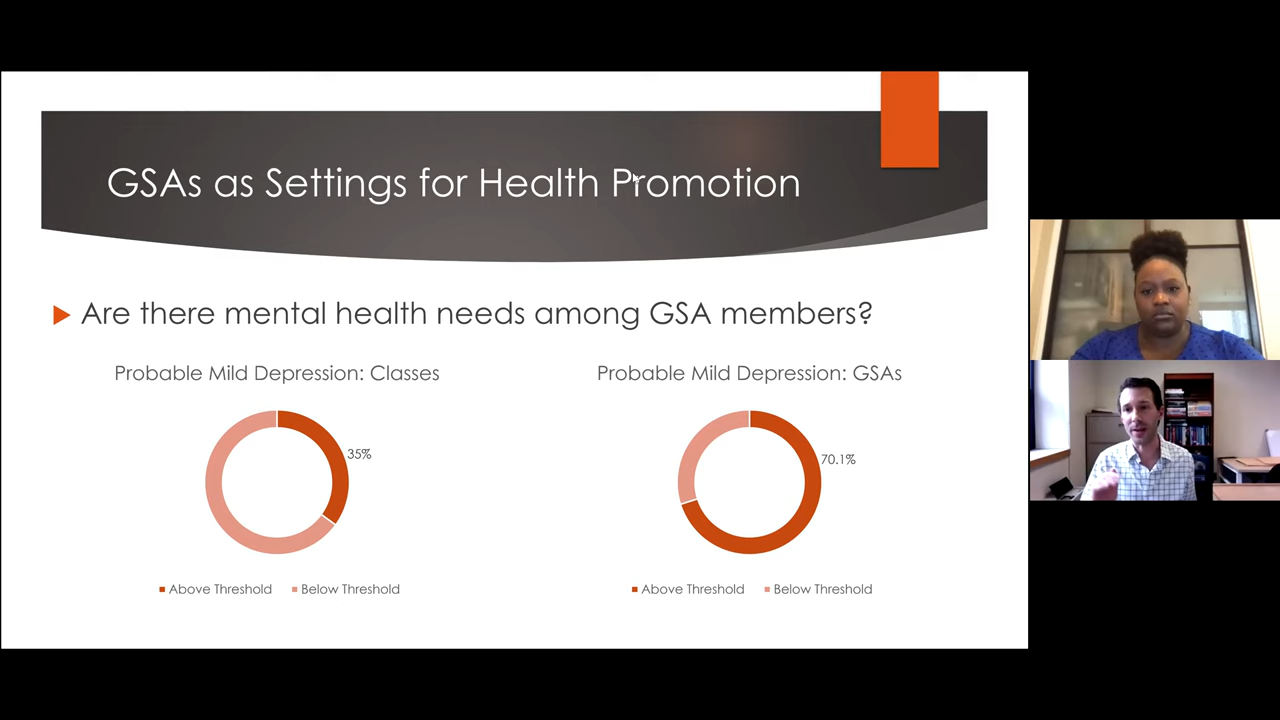 GSAs as Settings for Health Promotion
Are there mental health needs among GSA members?
Probable Mild Depression: Classes
35%
Above Threshold
Below Threshold
Probable Mild Depression: GSAs
70.1%
Above Threshold
Below Threshold